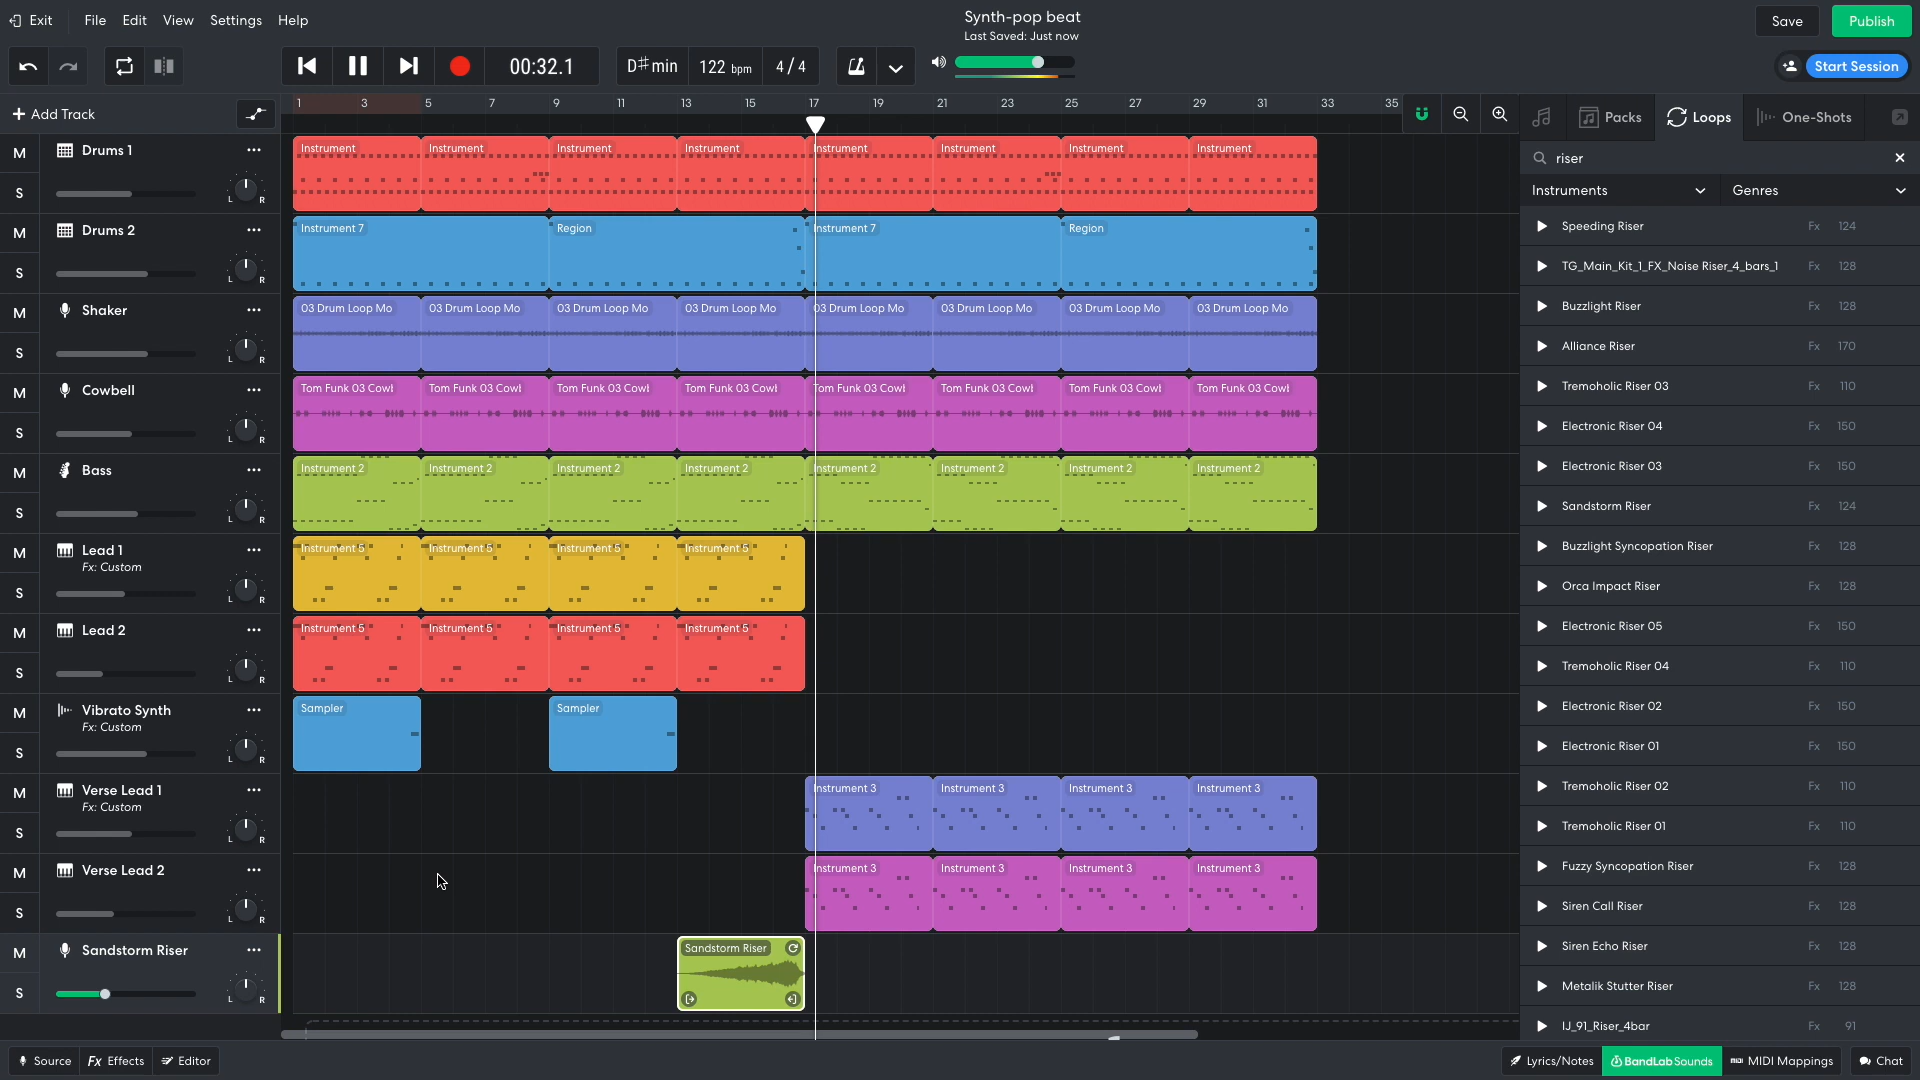 Exit File Edit View Settings Help
Synth-pop beat
Last Saved: Just now
Save Publish
00:32.1
D#min 122 bpm 4 / 4
Start Session
Add Track
1 3 5 7 9 11 13 15 17 19 21 23 25 27 29 31 33 35
Packs Loops One-Shots
riser
Instruments Genres
M Drums 1
S L R
Instrument Instrument Instrument Instrument Instrument Instrument Instrument Instrument
M Drums 2
S L R
Instrument 7 Region Instrument 7 Region
M Shaker
S L R
03 Drum Loop Mo 03 Drum Loop Mo 03 Drum Loop Mo 03 Drum Loop Mo 03 Drum Loop Mo 03 Drum Loop Mo 03 Drum Loop Mo 03 Drum Loop Mo
M Cowbell
S L R
Tom Funk 03 Cowb Tom Funk 03 Cowb Tom Funk 03 Cowb Tom Funk 03 Cowb Tom Funk 03 Cowb Tom Funk 03 Cowb Tom Funk 03 Cowb Tom Funk 03 Cowb
M Bass
S L R
Instrument 2 Instrument 2 Instrument 2 Instrument 2 Instrument 2 Instrument 2 Instrument 2 Instrument 2
M Lead 1
Fx: Custom
S L R
Instrument 5 Instrument 5 Instrument 5 Instrument 5
M Lead 2
S L R
Instrument 5 Instrument 5 Instrument 5 Instrument 5
M Vibrato Synth
Fx: Custom
S L R
Sampler Sampler
M Verse Lead 1
Fx: Custom
S L R
Instrument 3 Instrument 3 Instrument 3 Instrument 3
M Verse Lead 2
S L R
Instrument 3 Instrument 3 Instrument 3 Instrument 3
M Sandstorm Riser
S L R
Sandstorm Riser
Speeding Riser Fx 124
TG_Main_Kit_1_FX_Noise Riser_4_bars_1 Fx 128
Buzzlight Riser Fx 128
Alliance Riser Fx 170
Tremoholic Riser 03 Fx 110
Electronic Riser 04 Fx 150
Electronic Riser 03 Fx 150
Sandstorm Riser Fx 124
Buzzlight Syncopation Riser Fx 128
Orca Impact Riser Fx 128
Electronic Riser 05 Fx 150
Tremoholic Riser 04 Fx 110
Electronic Riser 02 Fx 150
Electronic Riser 01 Fx 150
Tremoholic Riser 02 Fx 110
Tremoholic Riser 01 Fx 110
Fuzzy Syncopation Riser Fx 128
Siren Call Riser Fx 128
Siren Echo Riser Fx 128
Metalik Stutter Riser Fx 128
IJ_91_Riser_4bar Fx 91
Source Fx Effects Editor
Lyrics/Notes BandLab Sounds MIDI Mappings Chat